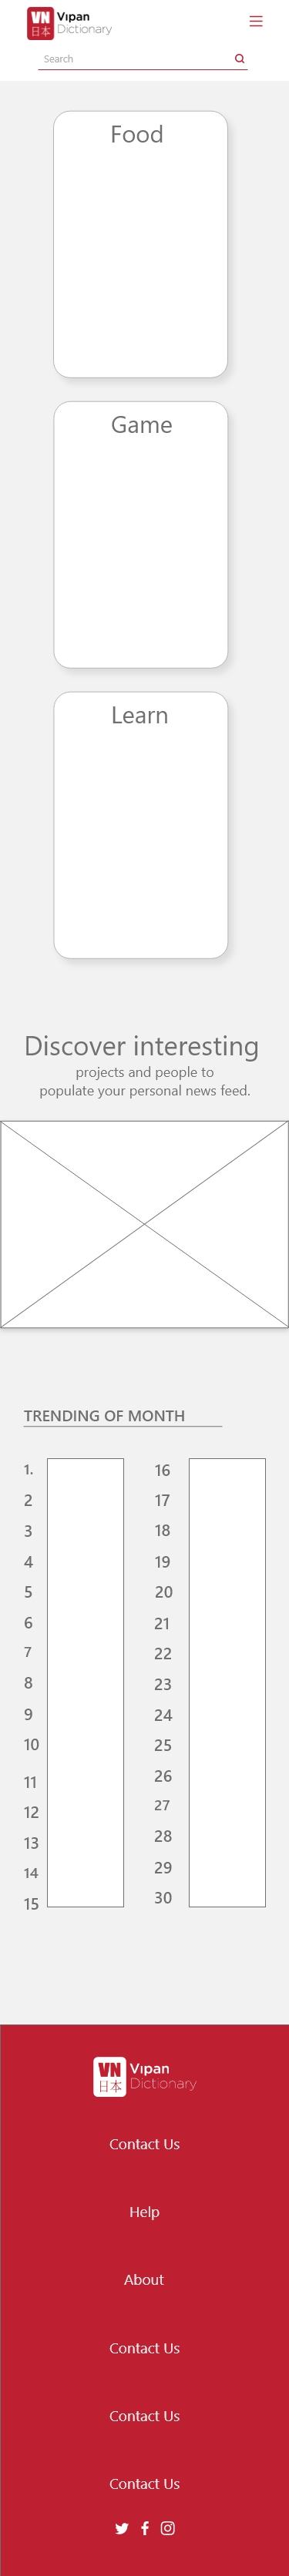 VN
日本
Vıpan
Dictionary
Search
Food
Game
Learn
Discover interesting
projects and people to
populate your personal news feed.
TRENDING OF MONTH
1.
2
3
4
5
6
7
8
9
10
11
12
13
14
15
16
17
18
19
20
21
22
23
24
25
26
27
28
29
30
VN
日本
Vıpan
Dictionary
Contact Us
Help
About
Contact Us
Contact Us
Contact Us